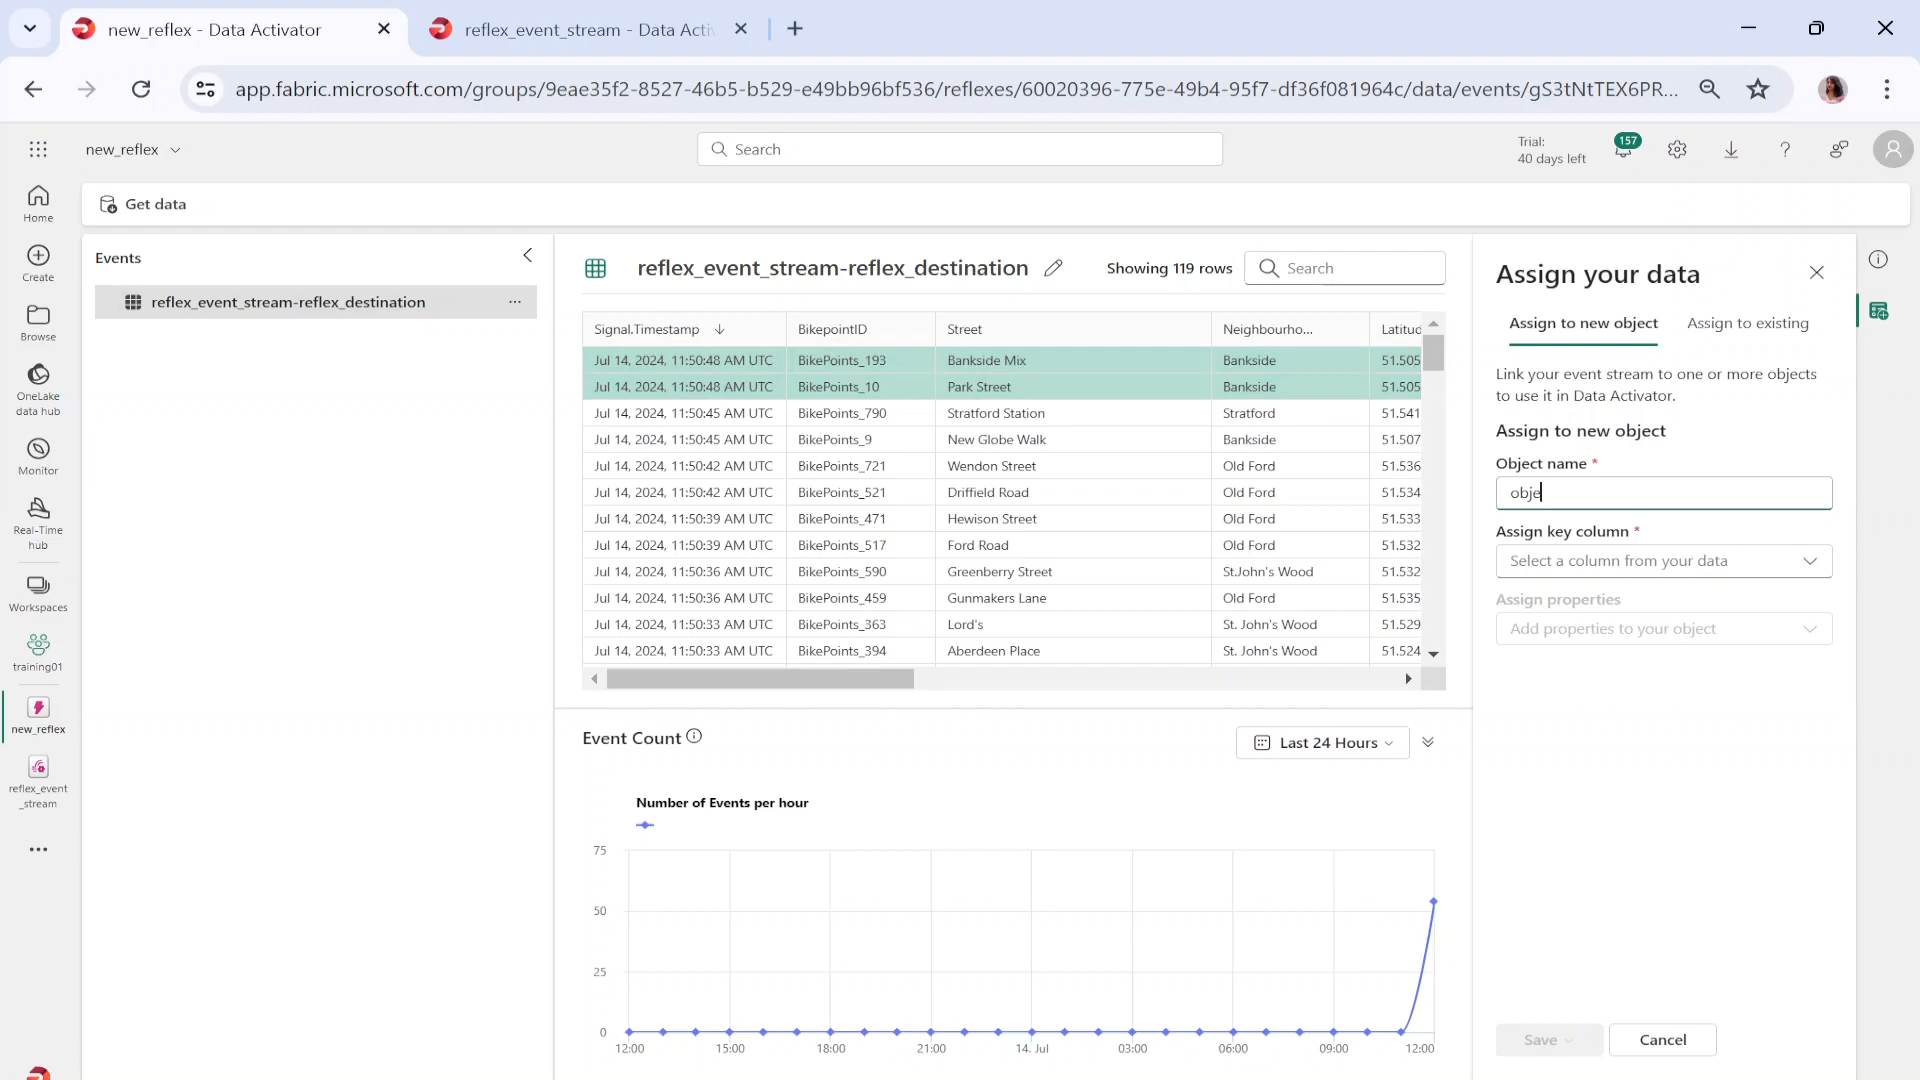 new_reflex - Data Activator
reflex_event_stream - Data Acti
app.fabric.microsoft.com/groups/9eae35f2-8527-46b5-b529-e49bb96bf536/reflexes/60020396-775e-49b4-95f7-df36f081964c/data/events/gS3tNtTEX6PR...
new_reflex
Search
Trial:
40 days left
157
Home
Create
Browse
OneLake
data hub
Monitor
Real-Time
hub
Workspaces
training01
new_reflex
reflex_event
_stream
Get data
Events
reflex_event_stream-reflex_destination
reflex_event_stream-reflex_destination
Showing 119 rows
Search
Signal.Timestamp BikepointID Street Neighbourho... Latitud
Jul 14, 2024, 11:50:48 AM UTC BikePoints_193 Bankside Mix Bankside 51.505
Jul 14, 2024, 11:50:48 AM UTC BikePoints_10 Park Street Bankside 51.505
Jul 14, 2024, 11:50:45 AM UTC BikePoints_790 Stratford Station Stratford 51.541
Jul 14, 2024, 11:50:45 AM UTC BikePoints_9 New Globe Walk Bankside 51.507
Jul 14, 2024, 11:50:42 AM UTC BikePoints_721 Wendon Street Old Ford 51.536
Jul 14, 2024, 11:50:42 AM UTC BikePoints_521 Driffield Road Old Ford 51.534
Jul 14, 2024, 11:50:39 AM UTC BikePoints_471 Hewison Street Old Ford 51.533
Jul 14, 2024, 11:50:39 AM UTC BikePoints_517 Ford Road Old Ford 51.532
Jul 14, 2024, 11:50:36 AM UTC BikePoints_590 Greenberry Street St.John's Wood 51.532
Jul 14, 2024, 11:50:36 AM UTC BikePoints_459 Gunmakers Lane Old Ford 51.535
Jul 14, 2024, 11:50:33 AM UTC BikePoints_363 Lord's St. John's Wood 51.529
Jul 14, 2024, 11:50:33 AM UTC BikePoints_394 Aberdeen Place St. John's Wood 51.524
Event Count
Last 24 Hours
Number of Events per hour
75
50
25
0
12:00 15:00 18:00 21:00 14. Jul 03:00 06:00 09:00 12:00
Assign your data
Assign to new object Assign to existing
Link your event stream to one or more objects
to use it in Data Activator.
Assign to new object
Object name *
obje
Assign key column *
Select a column from your data
Assign properties
Add properties to your object
Save
Cancel